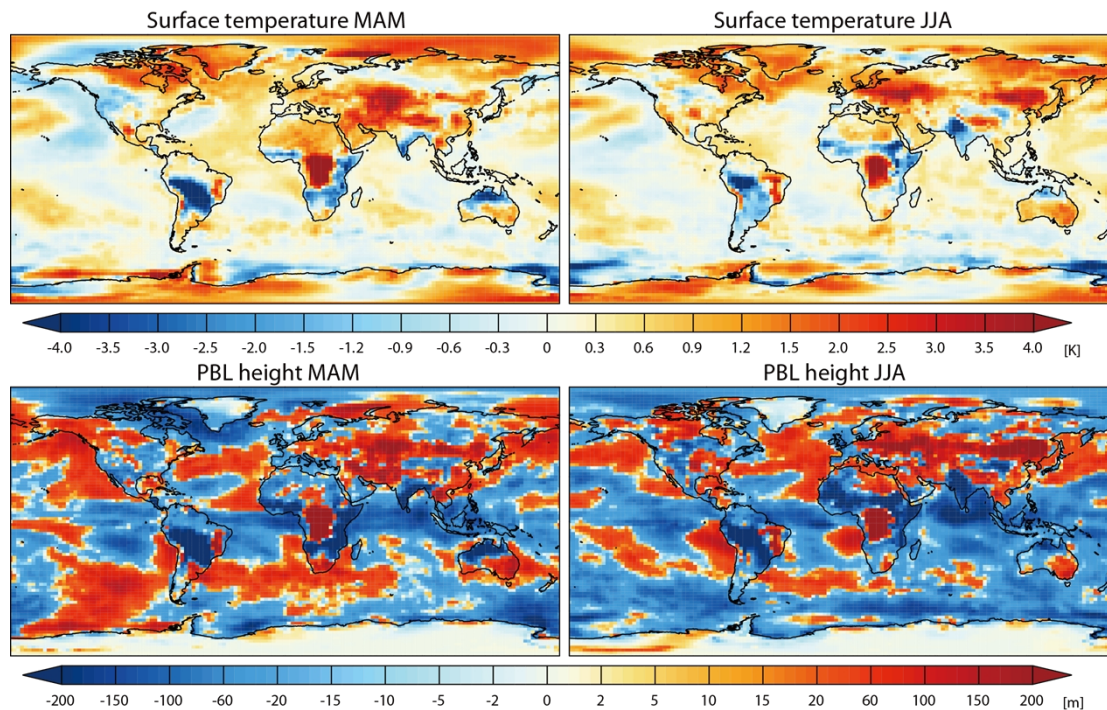 Surface temperature MAM
Surface temperature JJA
-4.0 -3.5 -3.0 -2.5 -2.0 -1.5 -1.2 -0.9 -0.6 -0.3 0 0.3 0.6 0.9 1.2 1.5 2.0 2.5 3.0 3.5 4.0 [K]
PBL height MAM
PBL height JJA
-200 -150 -100 -60 -20 -15 -10 -5 -2 0 2 5 10 15 20 60 100 150 200 [m]